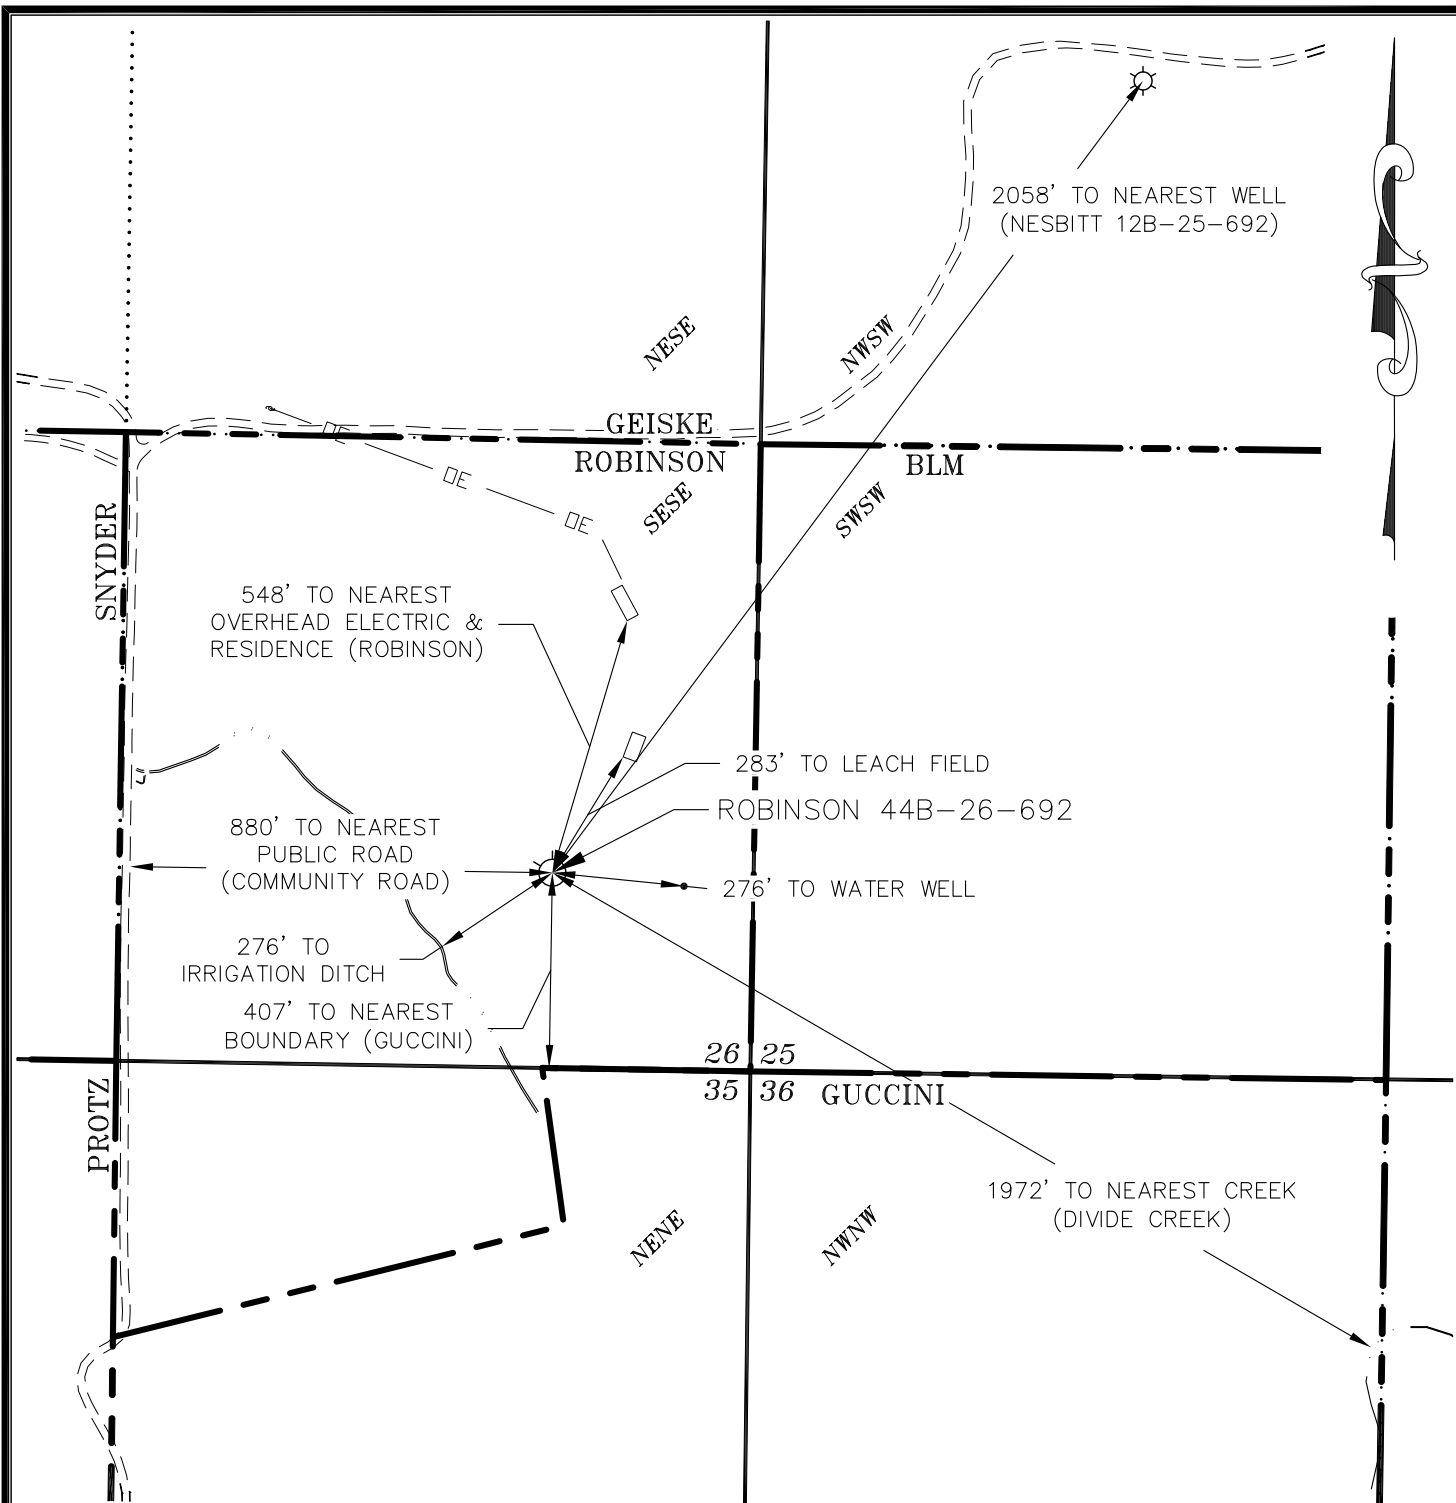 2058' TO NEAREST WELL
(NESBITT 12B-25-692)
NESE
NWSW
GEISKE
ROBINSON
BLM
OE
OE
OE
SESE
SWSW
SNYDER
548' TO NEAREST
OVERHEAD ELECTRIC &
RESIDENCE (ROBINSON)
283' TO LEACH FIELD
ROBINSON 44B-26-692
880' TO NEAREST
PUBLIC ROAD
(COMMUNITY ROAD)
276' TO WATER WELL
276' TO
IRRIGATION DITCH
407' TO NEAREST
BOUNDARY (GUCCINI)
26 25
35 36
GUCCINI
PROTZ
1972' TO NEAREST CREEK
(DIVIDE CREEK)
NENE
NWNW